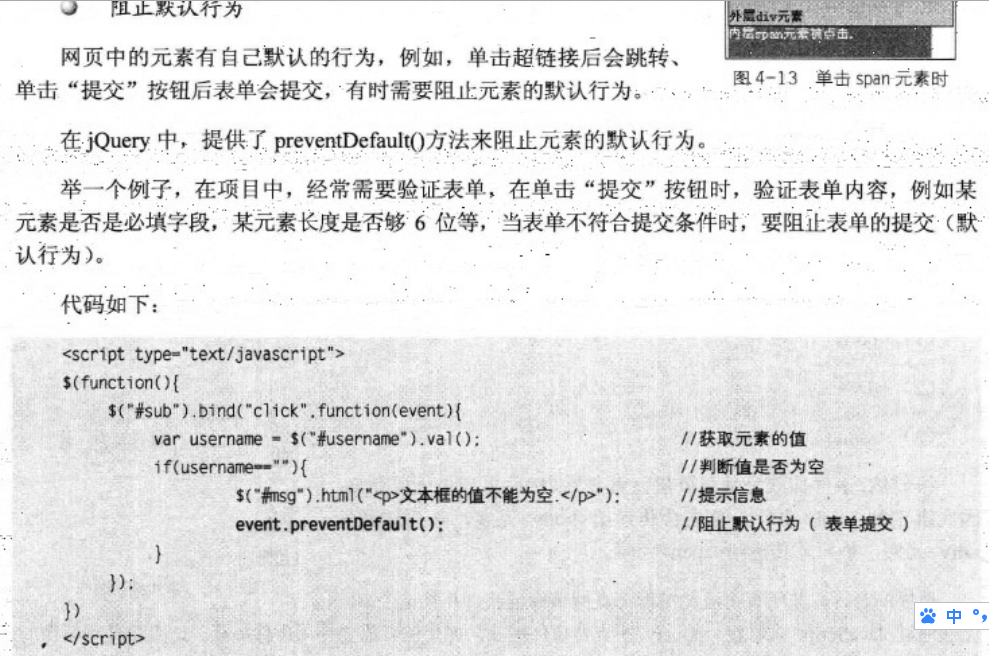 阻止默认行为
外层div元素
内层span元素被点击.
网页中的元素有自己默认的行为，例如，单击超链接后会跳转、
图 4-13 单击 span 元素时
单击“提交”按钮后表单会提交，有时需要阻止元素的默认行为。
在 jQuery 中，提供了 preventDefault()方法来阻止元素的默认行为。
举一个例子，在项目中，经常需要验证表单，在单击“提交”按钮时，验证表单内容，例如某
元素是否是必填字段，某元素长度是否够 6 位等，当表单不符合提交条件时，要阻止表单的提交（默
认行为）。
代码如下：
<script type="text/javascript">
$(function(){
$("#sub").bind("click",function(event){
var username = $("#username").val(); //获取元素的值
if(username==""){ //判断值是否为空
$("#msg").html("<p>文本框的值不能为空.</p>"); //提示信息
event.preventDefault(); //阻止默认行为 ( 表单提交 )
}
});
})
</script>
中 °,